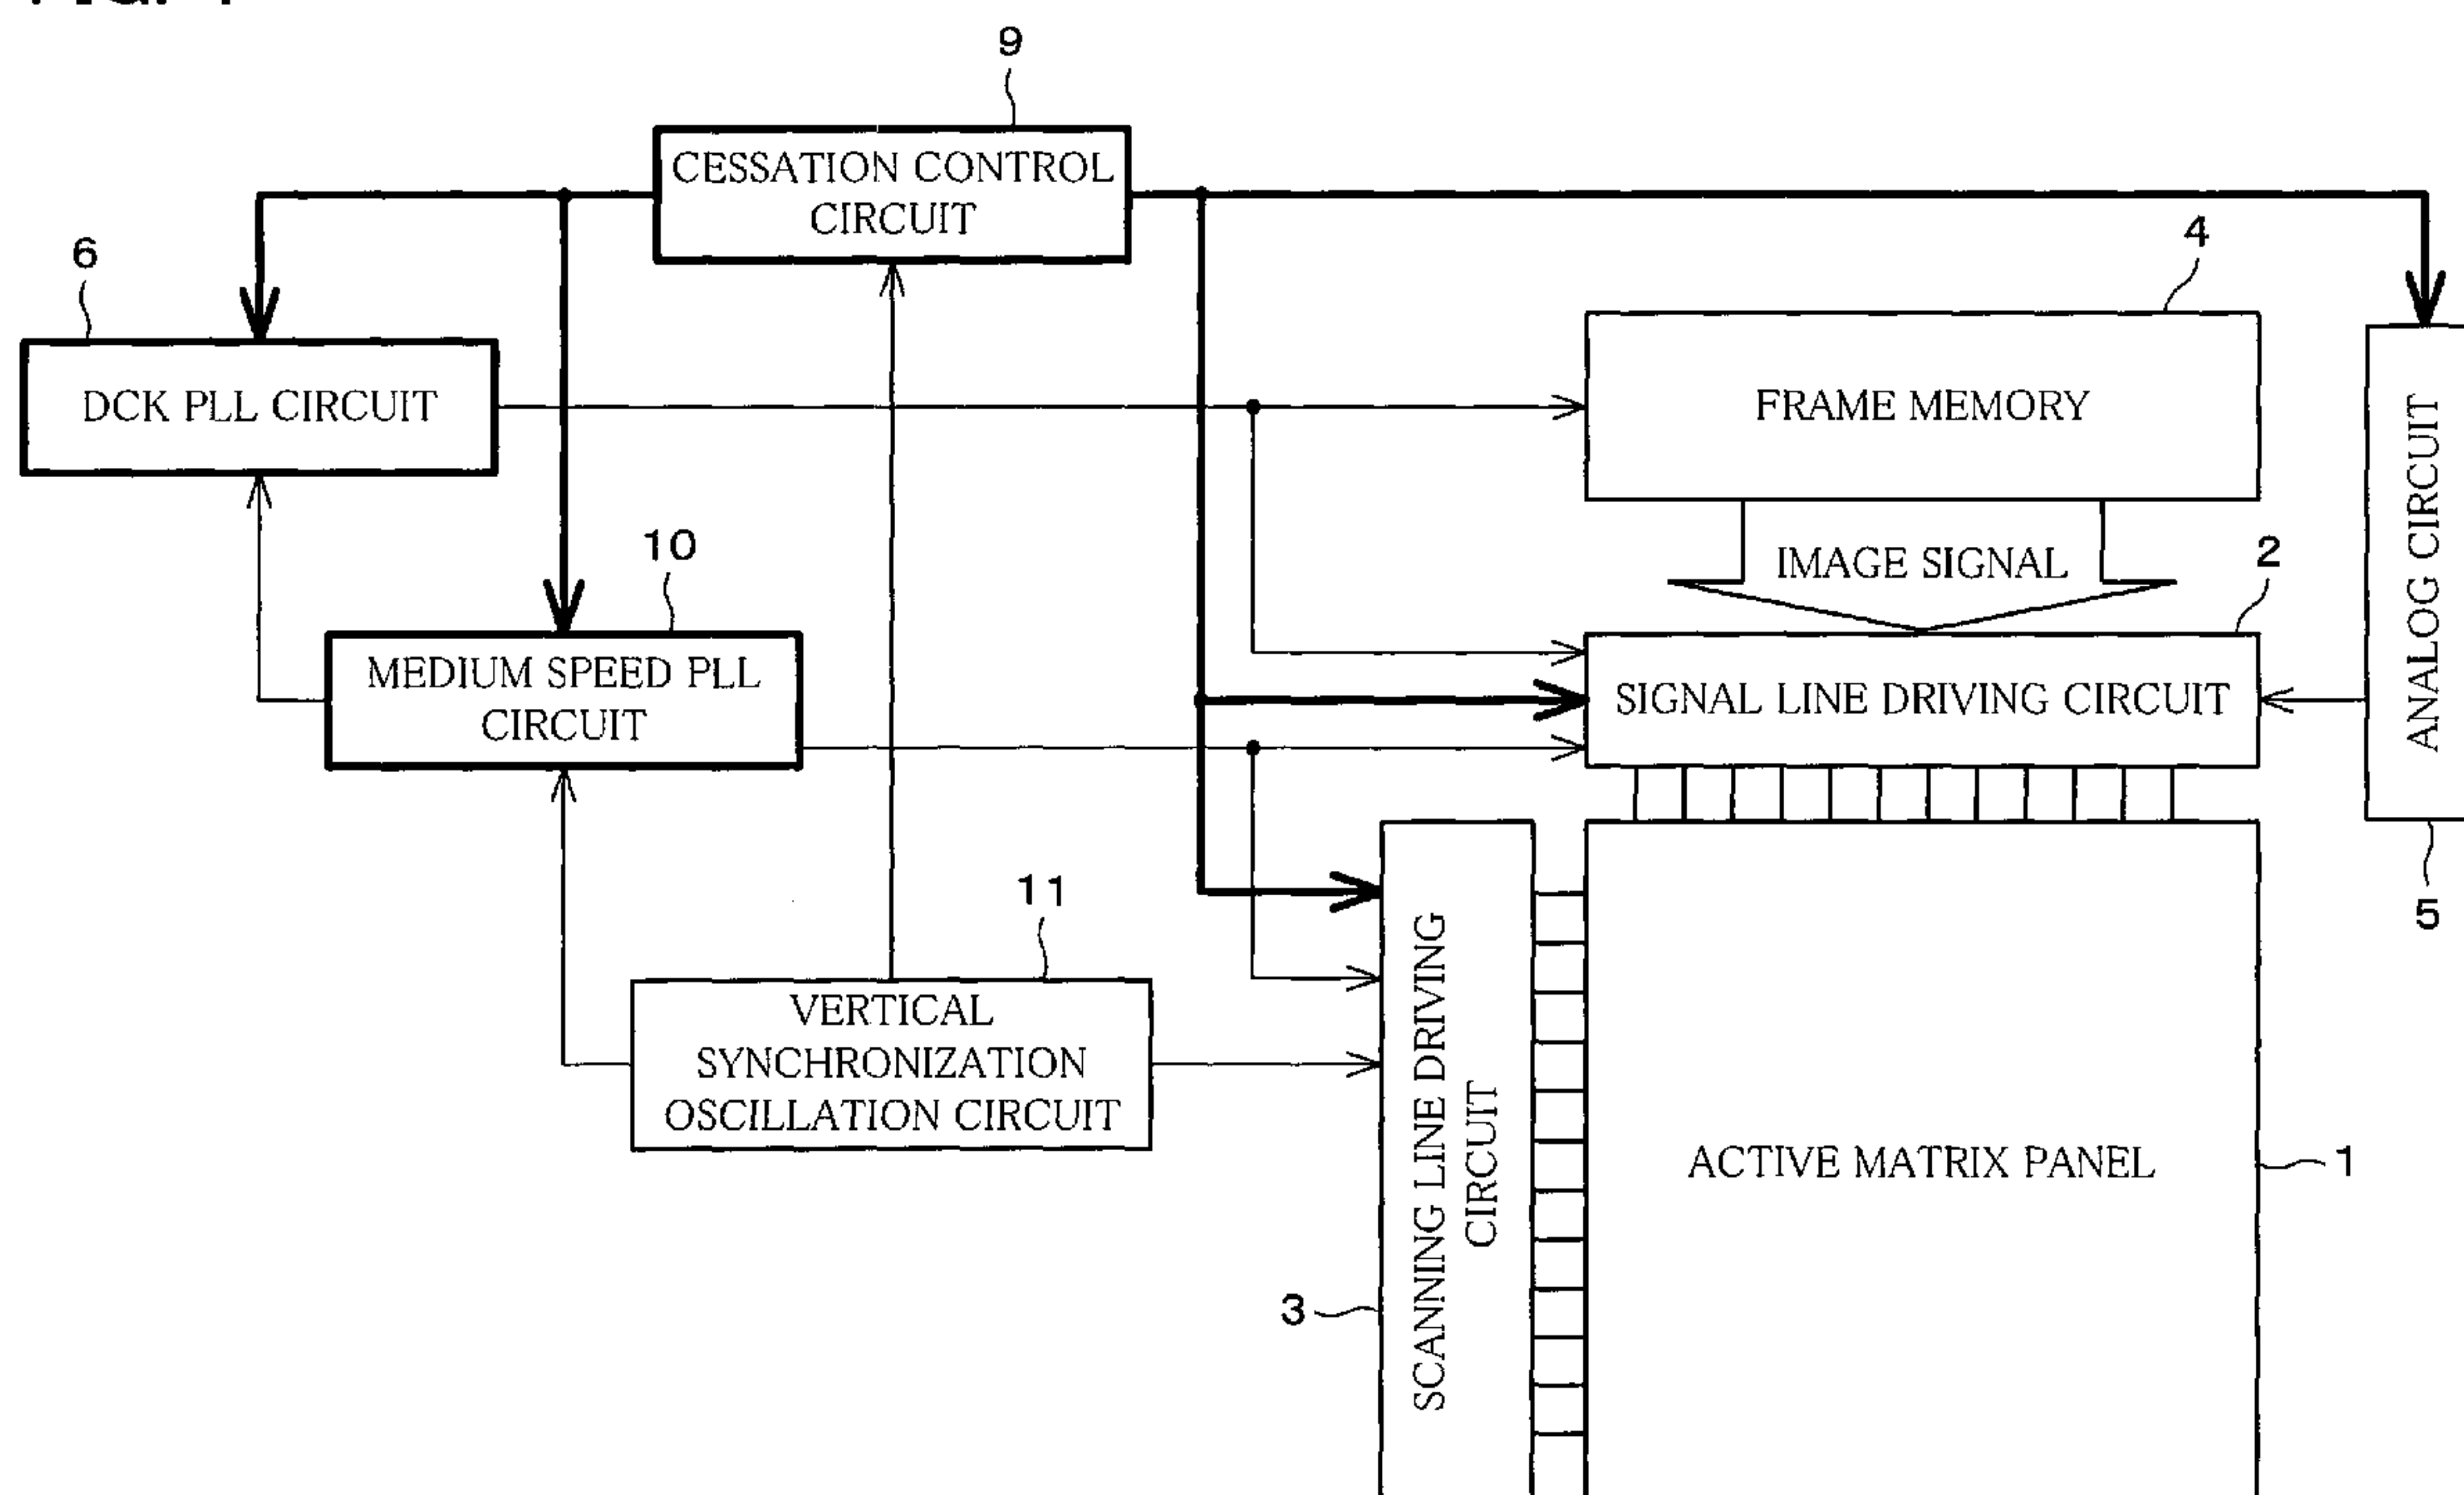 9
CESSATION CONTROL
CIRCUIT
6
4
DCK PLL CIRCUIT
FRAME MEMORY
ANALOG CIRCUIT
10
IMAGE SIGNAL
2
MEDIUM SPEED PLL
CIRCUIT
SIGNAL LINE DRIVING CIRCUIT
5
11
VERTICAL
SYNCHRONIZATION
OSCILLATION CIRCUIT
SCANNING LINE DRIVING
CIRCUIT
ACTIVE MATRIX PANEL
1
3